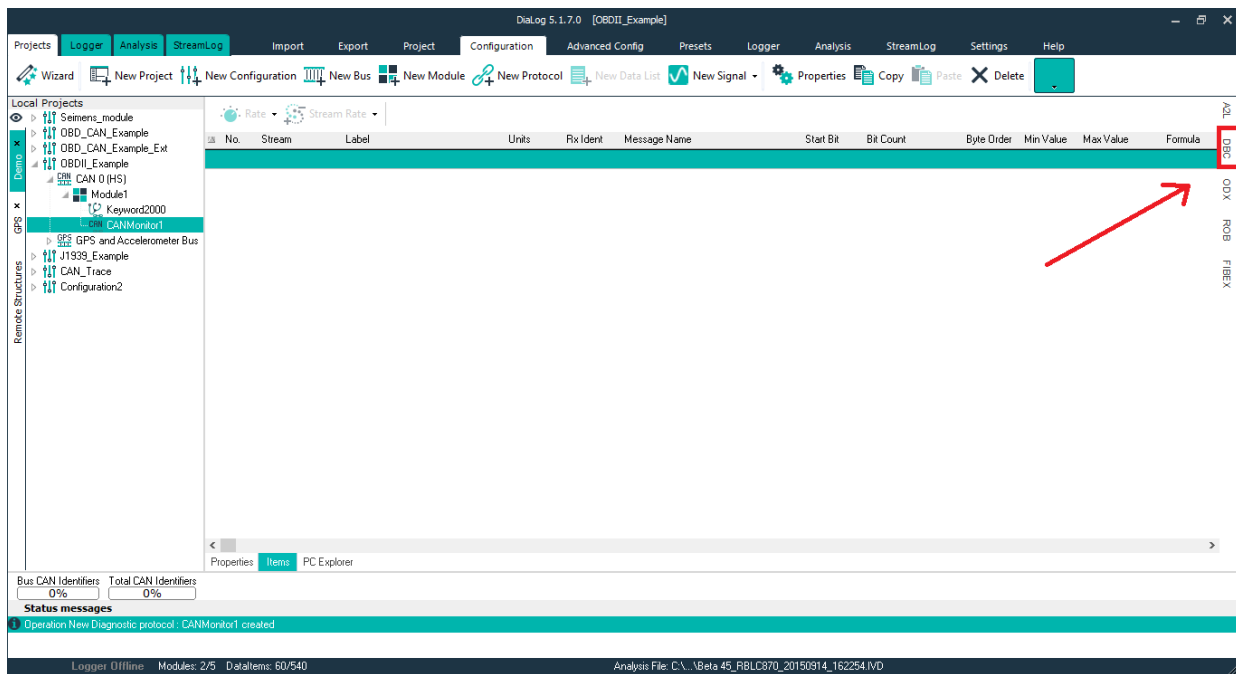 DiaLog 5.1.7.0 [OBDII_Example]
Projects Logger Analysis StreamLog Import Export Project Configuration Advanced Config Presets Logger Analysis StreamLog Settings Help
Wizard New Project New Configuration New Bus New Module New Protocol New Data List New Signal Properties Copy Paste Delete
Local Projects
Seimens_module
OBD_CAN_Example
OBD_CAN_Example_Ext
OBDII_Example
CAN 0 (HS)
Module1
Keyword2000
CANMonitor1
GPS and Accelerometer Bus
J1939_Example
CAN_Trace
Configuration2
Demo
GPS
Remote Structures
Rate Stream Rate
No. Stream Label Units Rx Ident Message Name Start Bit Bit Count Byte Order Min Value Max Value Formula
A2L
DBC
ODX
ROB
FIBEX
Properties Items PC Explorer
Bus CAN Identifiers Total CAN Identifiers
0% 0%
Status messages
Operation New Diagnostic protocol : CANMonitor1 created
Logger Offline Modules: 2/5 DataItems: 60/540 Analysis File: C:\...\Beta 45_RBLC870_20150914_162254.IVD